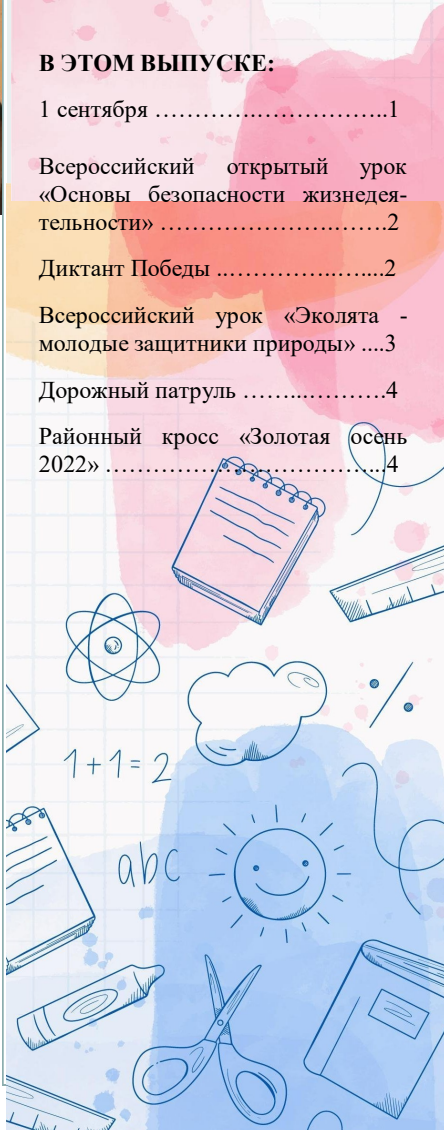 В ЭТОМ ВЫПУСКЕ:
1 сентября …………..……………..1
Всероссийский открытый урок
«Основы безопасности жизнедея-
тельности» ………………….…….2
Диктант Победы ..………….…....2
Всероссийский урок «Эколята -
молодые защитники природы» ....3
Дорожный патруль ……...……….4
Районный кросс «Золотая осень
2022» ……………………………....4
1+1=2
abc